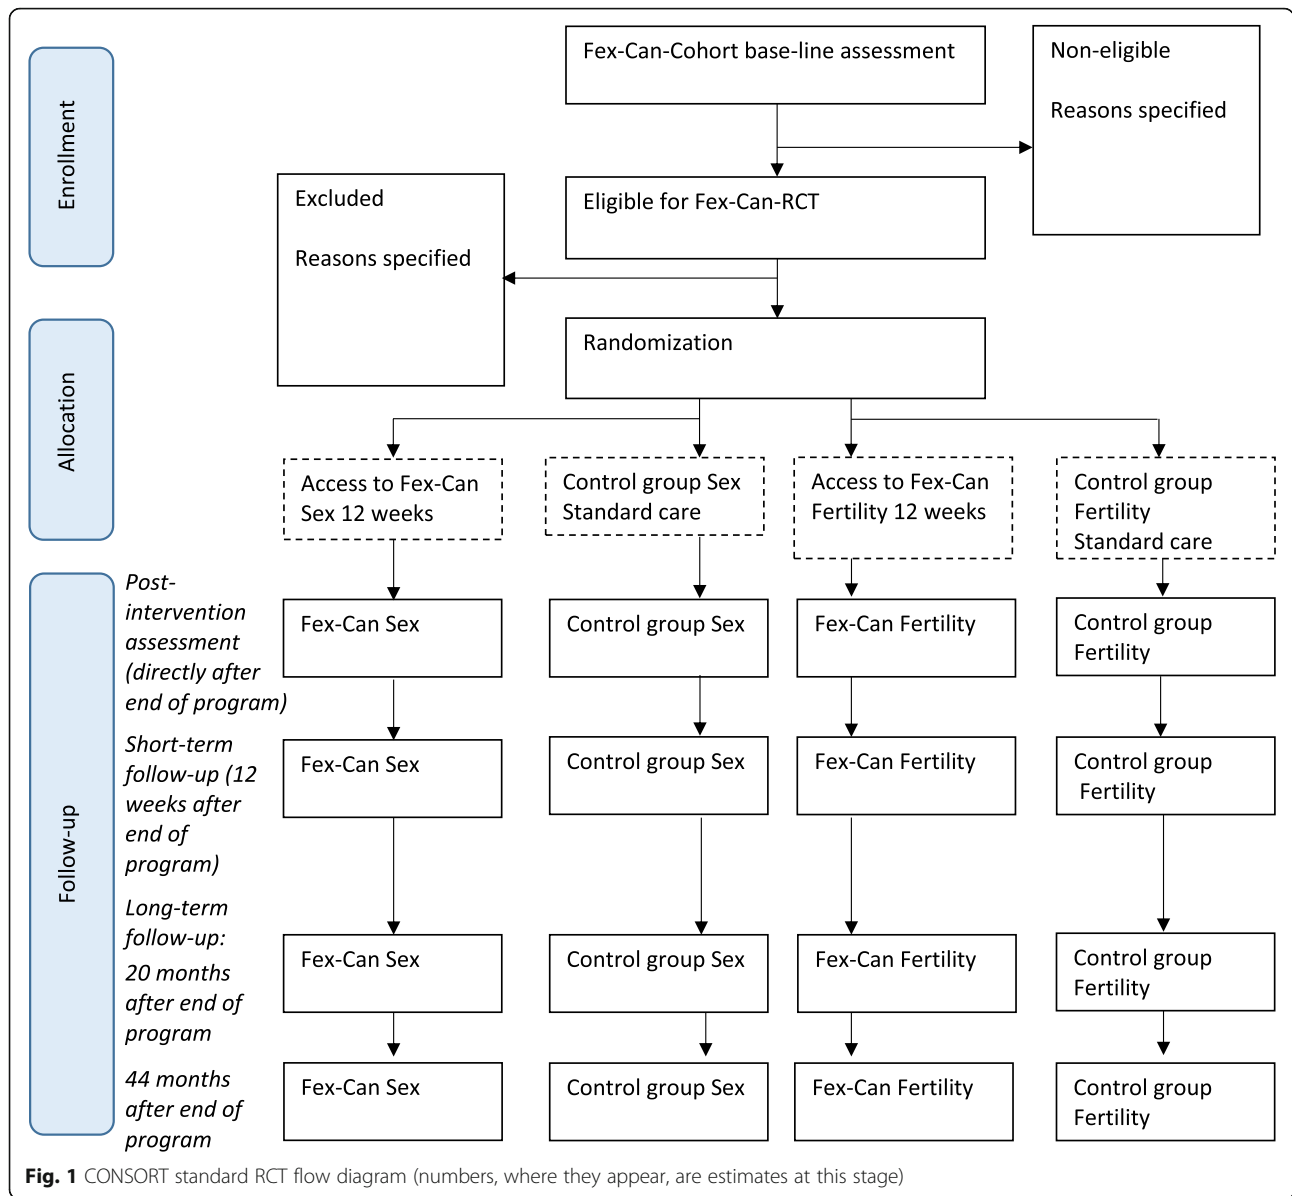 Enrollment
Fex-Can-Cohort base-line assessment
Non-eligible
Reasons specified
Eligible for Fex-Can-RCT
Excluded
Reasons specified
Allocation
Randomization
Access to Fex-Can
Sex 12 weeks
Control group Sex
Standard care
Access to Fex-Can
Fertility 12 weeks
Control group
Fertility
Standard care
Follow-up
Post-
intervention
assessment
(directly after
end of program)
Fex-Can Sex
Control group Sex
Fex-Can Fertility
Control group
Fertility
Short-term
follow-up (12
weeks after
end of
program)
Fex-Can Sex
Control group Sex
Fex-Can Fertility
Control group
Fertility
Long-term
follow-up:
20 months
after end of
program
Fex-Can Sex
Control group Sex
Fex-Can Fertility
Control group
Fertility
44 months
after end of
program
Fex-Can Sex
Control group Sex
Fex-Can Fertility
Control group
Fertility
Fig. 1 CONSORT standard RCT flow diagram (numbers, where they appear, are estimates at this stage)